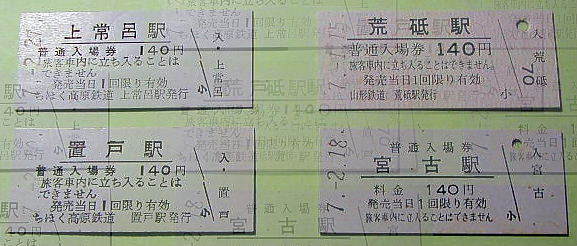 上常呂駅
普通入場券 140円
旅客車内に立ち入ることは
できません。
発売当日1回限り有効
ちほく高原鉄道 上常呂駅発行
入・上常呂
小
荒砥駅
普通入場券 140円
旅客車内に立ち入ることはできません。
発売当日1回限り有効
山形鉄道 荒砥駅発行
入 荒砥
70
小
置戸駅
普通入場券 140円
旅客車内に立ち入ることは
できません。
発売当日1回限り有効
ちほく高原鉄道 置戸駅発行
入・置戸
小
7.-2.18
普通入場券
宮古駅
料金 140円
発売当日1回限り有効
旅客車内に立入ることはできません
入 宮古
小